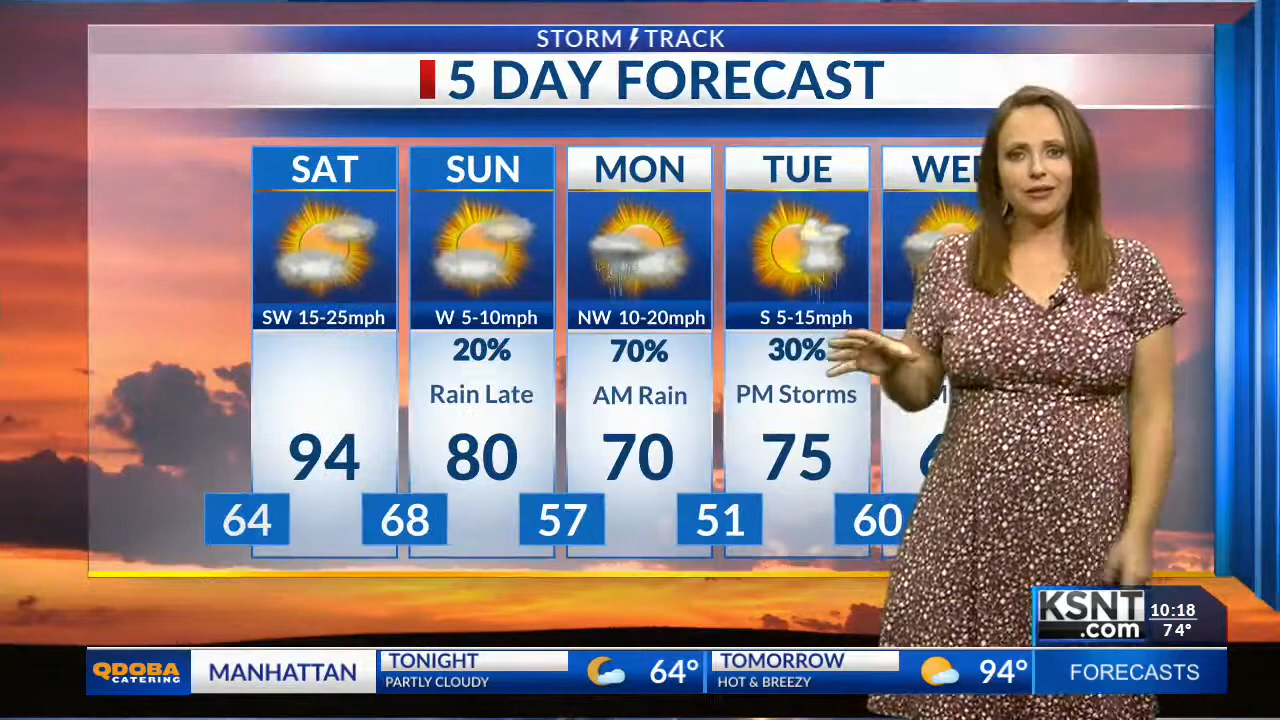 STORM TRACK
5 DAY FORECAST
SAT
SUN
MON
TUE
SW 15-25mph
W 5-10mph
NW 10-20mph
S 5-15mph
20%
70%
30%
Rain Late
AM Rain
PM Storms
94
80
70
75
64
68
57
51
60
KSNT
.com
10:18
74°
QDOBA
CATERING
MANHATTAN
TONIGHT
PARTLY CLOUDY
64°
TOMORROW
HOT & BREEZY
94°
FORECASTS